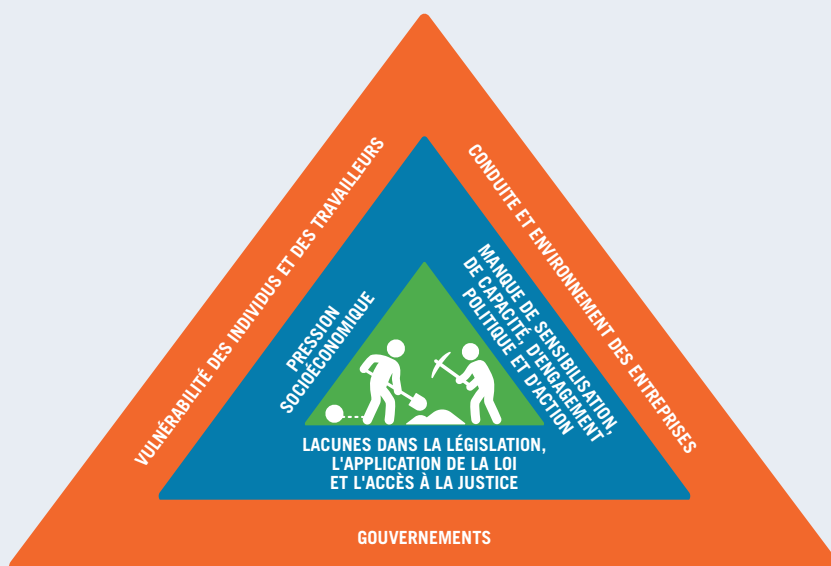 VULNÉRABILITÉ DES INDIVIDUS ET DES TRAVAILLEURS
CONDUITE ET ENVIRONNEMENT DES ENTREPRISES
PRESSION
SOCIOÉCONOMIQUE
MANQUE DE SENSIBILISATION,
DE CAPACITÉ, D'ENGAGEMENT
POLITIQUE ET D'ACTION
LACUNES DANS LA LÉGISLATION,
L'APPLICATION DE LA LOI
ET L'ACCÈS À LA JUSTICE
GOUVERNEMENTS